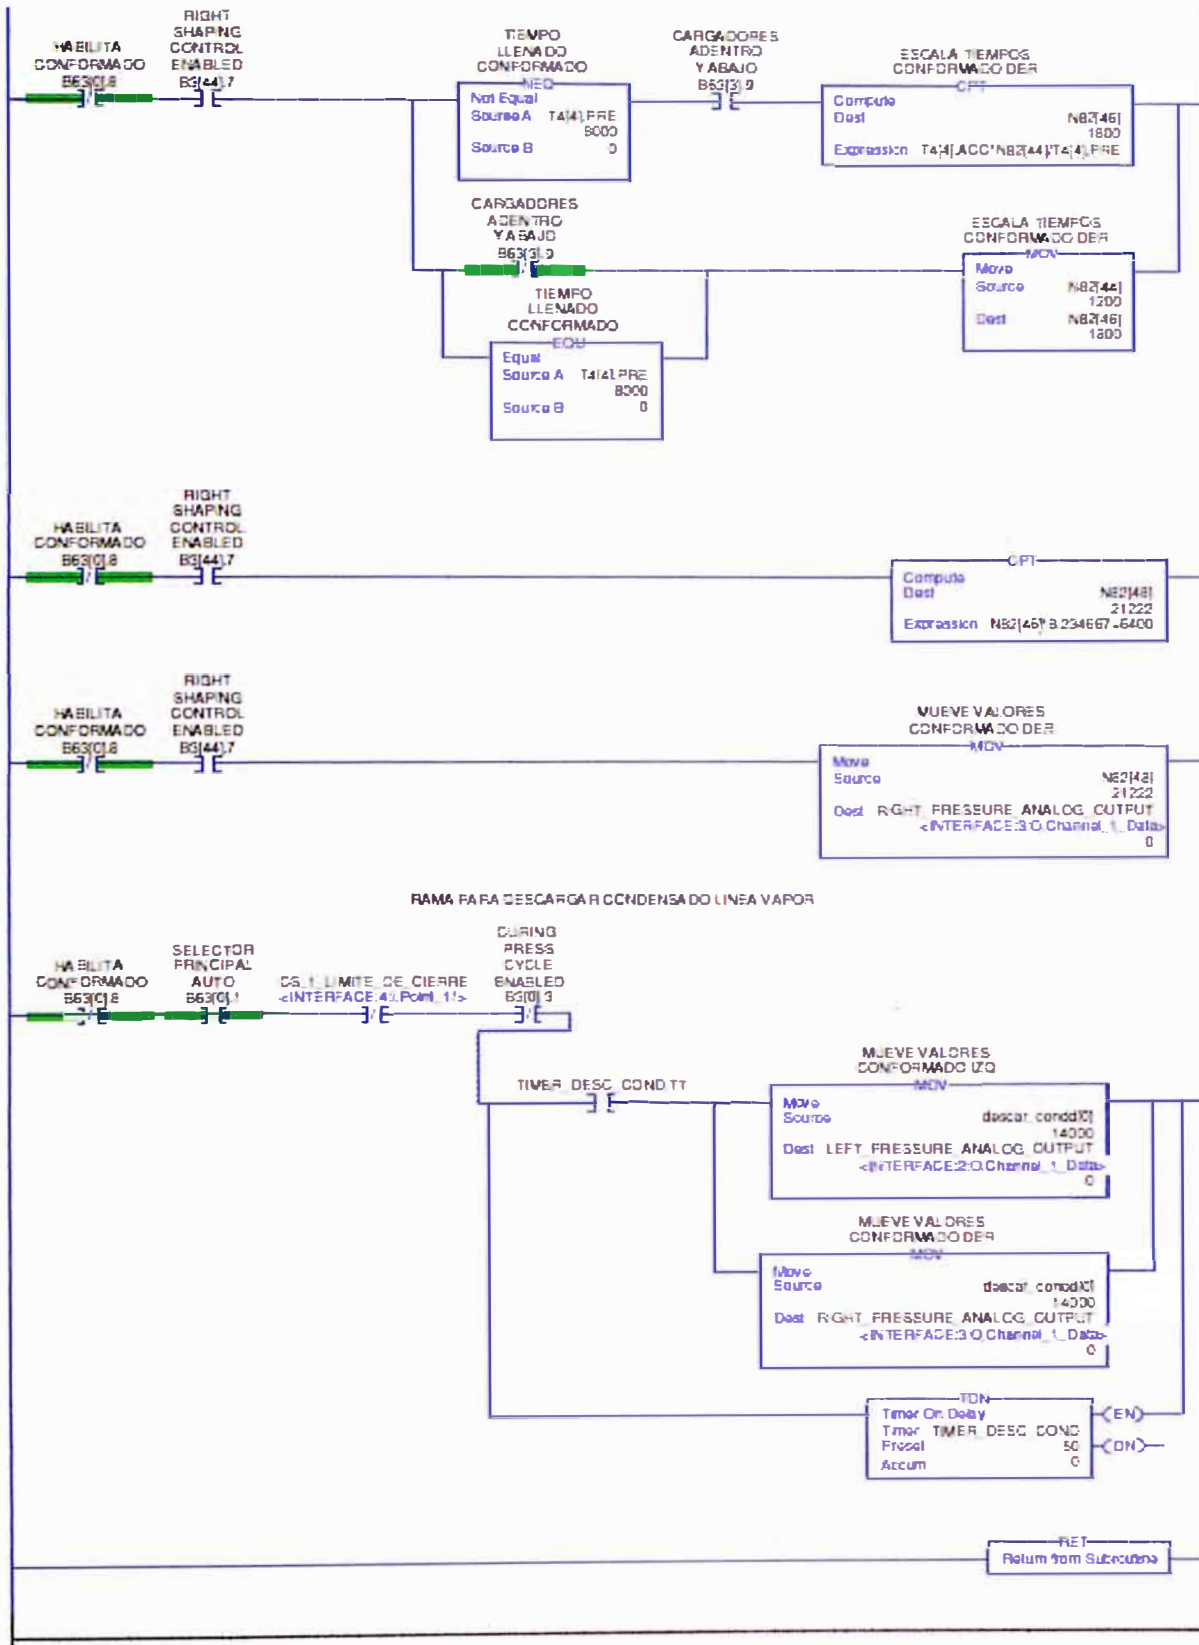 HABILITA
CONFORMADO
B63[0].8
RIGHT
SHAPING
CONTROL
ENABLED
B3[44].7
TIEMPO
LLENADO
CONFORMADO
NEQ
Not Equal
Source A T4[4].PRE
8000
Source B 0
CARGADORES
ADENTRO
Y ABAJO
B63[3].9
ESCALA TIEMPOS
CONFORMADO DER
CPT
Compute
Dest N82[46]
1800
Expression T4[4].ACC*N82[44]/T4[4].PRE
CARGADORES
ADENTRO
Y ABAJO
B63[3].9
ESCALA TIEMPOS
CONFORMADO DER
MOV
Move
Source N82[44]
1200
Dest N82[46]
1800
TIEMPO
LLENADO
CONFORMADO
EQU
Equal
Source A T4[4].PRE
8000
Source B 0
HABILITA
CONFORMADO
B63[0].8
RIGHT
SHAPING
CONTROL
ENABLED
B3[44].7
CPT
Compute
Dest N82[48]
21222
Expression
HABILITA
CONFORMADO
B63[0].8
RIGHT
SHAPING
CONTROL
ENABLED
B3[44].7
MUEVE VALORES
CONFORMADO DER
MOV
Move
Source N82[48]
21222
Dest RIGHT_PRESSURE_ANALOG_OUTPUT
<INTERFACE:3:O.Channel_1_Data>
0
RAMA PARA DESCARGAR CONDENSADO LINEA VAPOR
HABILITA
CONFORMADO
B63[0].8
SELECTOR
PRINCIPAL
AUTO
B63[0].1
LIMITE_DE_CIERRE
CURING
PRESS
CYCLE
ENABLED
B3[0].3
TIMER_DESC_COND.TT
MUEVE VALORES
CONFORMADO IZQ
MOV
Move
Source descar_condd[0]
14000
Dest LEFT_PRESSURE_ANALOG_OUTPUT
<INTERFACE:2:O.Channel_1_Data>
0
MUEVE VALORES
CONFORMADO DER
MOV
Move
Source descar_condd[0]
14000
Dest RIGHT_PRESSURE_ANALOG_OUTPUT
<INTERFACE:3:O.Channel_1_Data>
0
TON
Timer On Delay
Timer TIMER_DESC_COND
Preset 50
Accum 0
EN
DN
RET
Return from Subroutine